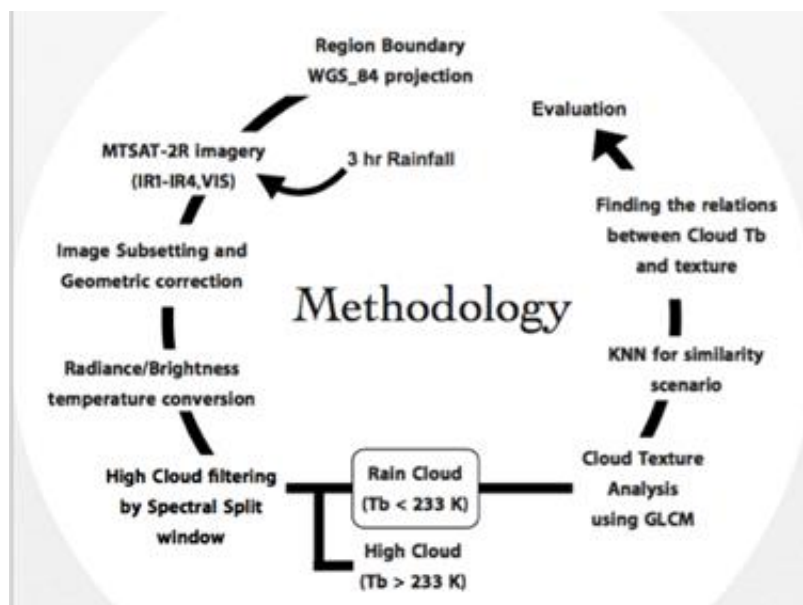 Region Boundary
WGS_84 projection
MTSAT-2R imagery
(IR1-IR4,VIS)
3 hr Rainfall
Image Subsetting and
Geometric correction
Radiance/Brightness
temperature conversion
High Cloud filtering
by Spectral Split
window
Rain Cloud
(Tb < 233 K)
High Cloud
(Tb > 233 K)
Cloud Texture
Analysis
using GLCM
KNN for similarity
scenario
Finding the relations
between Cloud Tb
and texture
Evaluation
Methodology